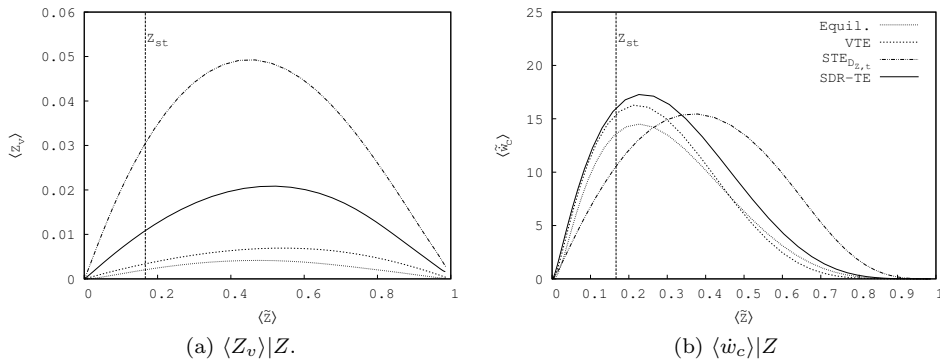 0.06
0.05
0.04
0.03
0.02
0.01
0
⟨Z_v⟩
Z_st
0 0.2 0.4 0.6 0.8 1
⟨Z̃⟩
(a) ⟨Z_v⟩|Z.
25
20
15
10
5
0
⟨w̃_c⟩
Z_st
Equil.
VTE
STE_{D_{Z,t}}
SDR-TE
0 0.1 0.2 0.3 0.4 0.5 0.6 0.7 0.8 0.9 1
⟨Z̃⟩
(b) ⟨ẇ_c⟩|Z